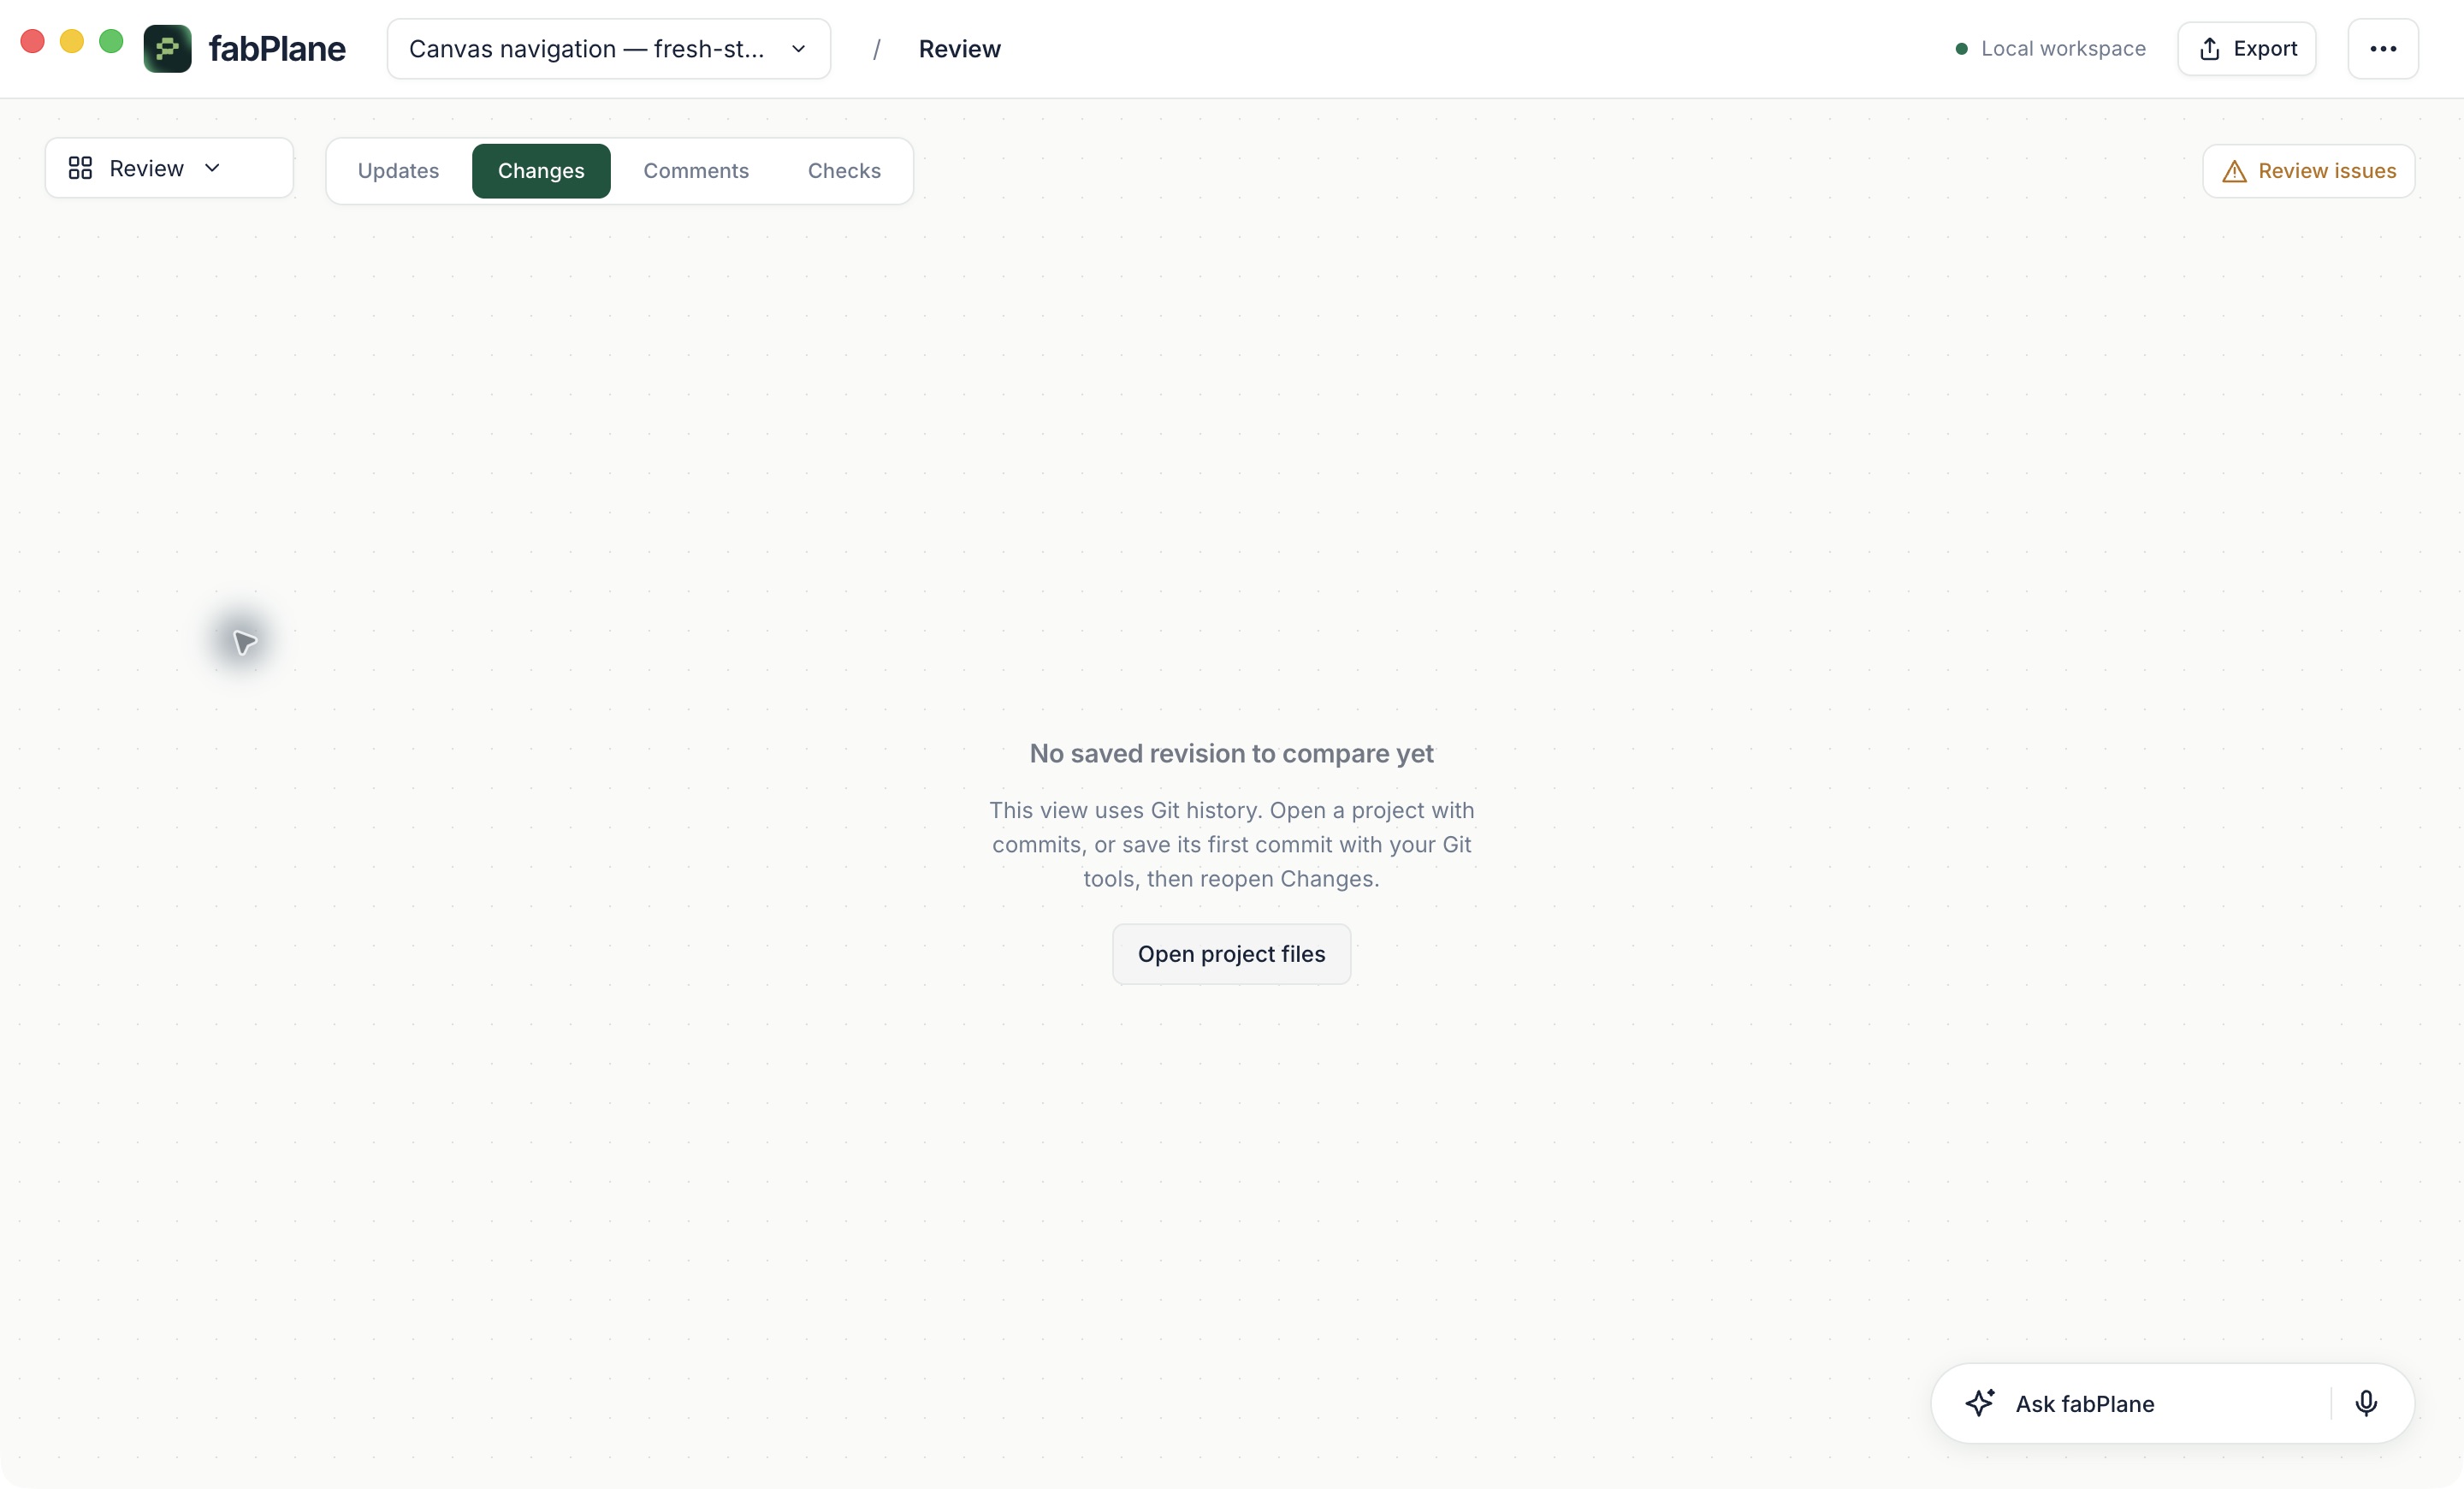 fabPlane
Canvas navigation — fresh-st...
/
Review
Local workspace
Export
Review
Updates
Changes
Comments
Checks
Review issues
No saved revision to compare yet
This view uses Git history. Open a project with
commits, or save its first commit with your Git
tools, then reopen Changes.
Open project files
Ask fabPlane